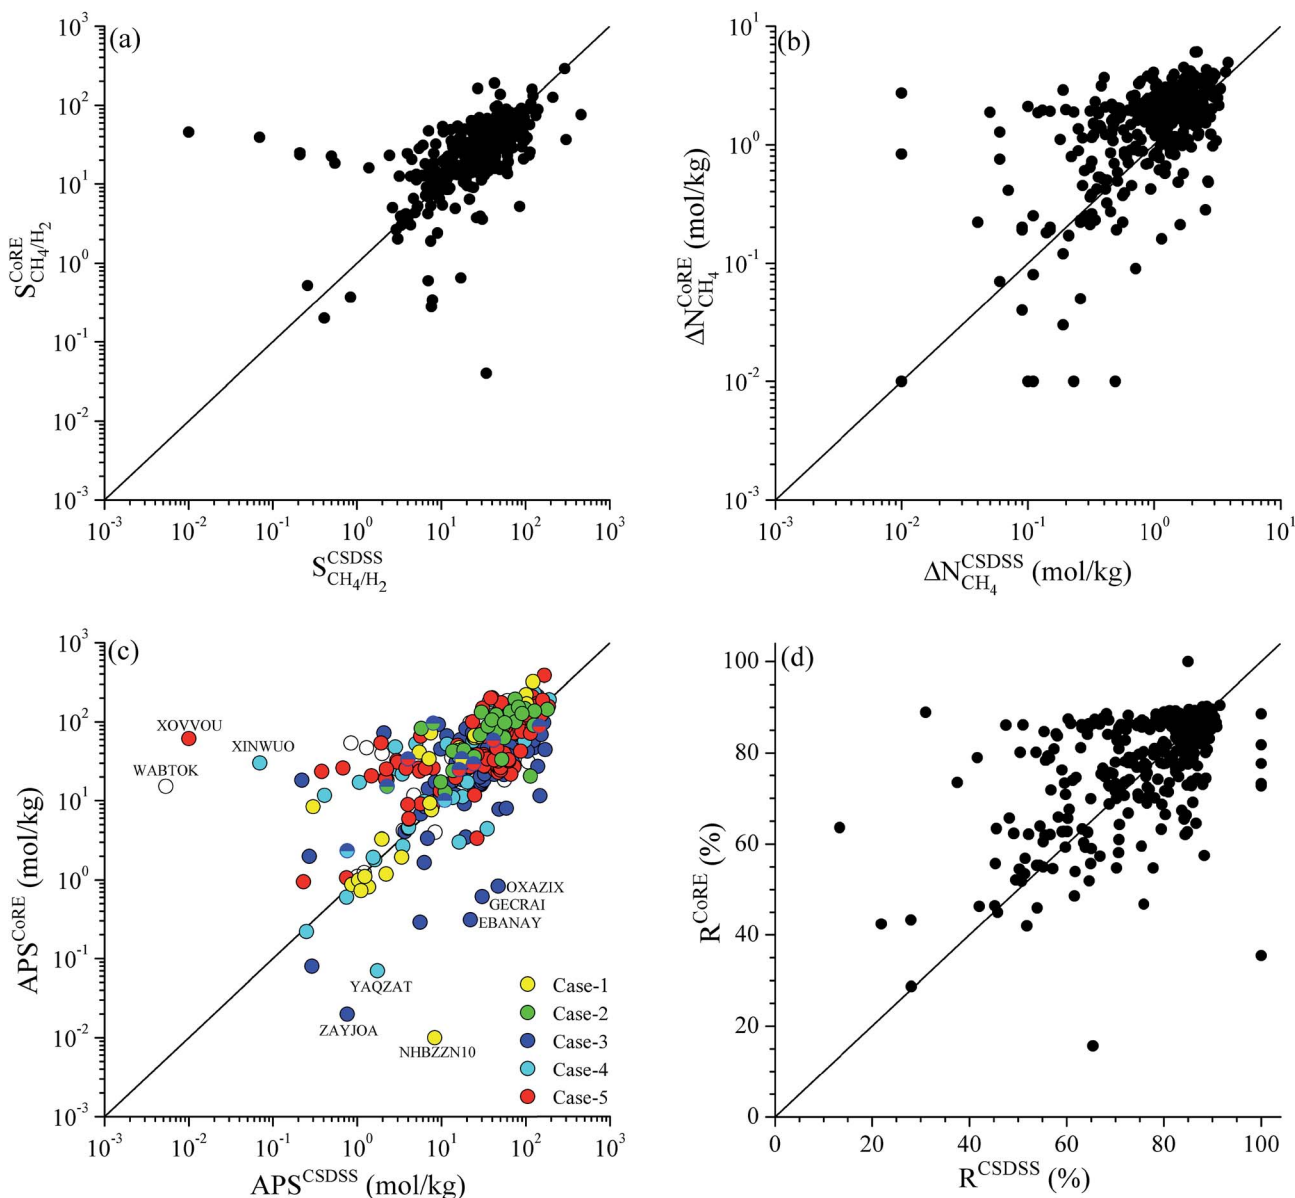 (a)
10^3
10^2
10^1
10^0
10^-1
10^-2
10^-3
10^-3 10^-2 10^-1 10^0 10^1 10^2 10^3
S^CoRE_CH4/H2
S^CSDSS_CH4/H2
(b)
10^1
10^0
10^-1
10^-2
10^-3
10^-3 10^-2 10^-1 10^0 10^1
ΔN^CoRE_CH4 (mol/kg)
ΔN^CSDSS_CH4 (mol/kg)
(c)
10^3
10^2
10^1
10^0
10^-1
10^-2
10^-3
10^-3 10^-2 10^-1 10^0 10^1 10^2 10^3
APS^CoRE (mol/kg)
APS^CSDSS (mol/kg)
XOVVOU
XINWUO
WABTOK
OXAZIX
GECRAI
EBANAY
YAQZAT
ZAYJOA
NHBZZN10
Case-1
Case-2
Case-3
Case-4
Case-5
(d)
100
80
60
40
20
0
0 20 40 60 80 100
R^CoRE (%)
R^CSDSS (%)